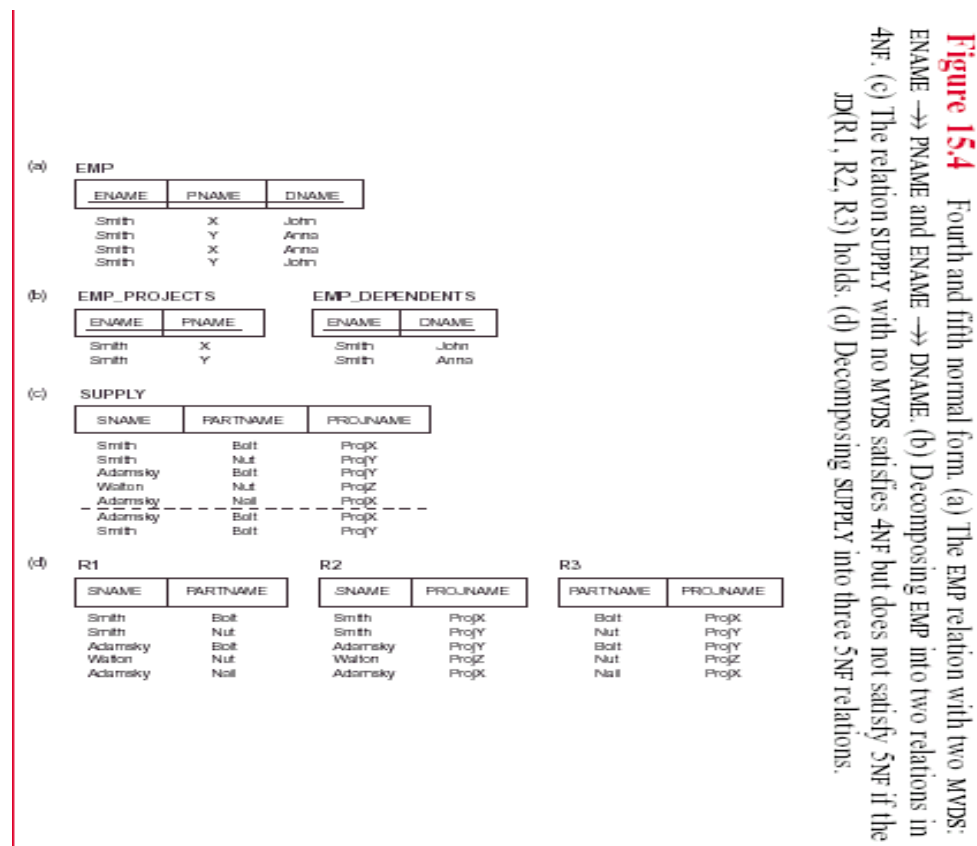 Figure 15.4 Fourth and fifth normal form. (a) The EMP relation with two MVDS:
ENAME →→ PNAME and ENAME →→ DNAME. (b) Decomposing EMP into two relations in
4NF. (c) The relation SUPPLY with no MVDS satisfies 4NF but does not satisfy 5NF if the
JD(R1, R2, R3) holds. (d) Decomposing SUPPLY into three 5NF relations.
(a) EMP
ENAME PNAME DNAME
Smith X John
Smith Y Anna
Smith X Anna
Smith Y John
(b) EMP_PROJECTS EMP_DEPENDENTS
ENAME PNAME ENAME DNAME
Smith X Smith John
Smith Y Smith Anna
(c) SUPPLY
SNAME PARTNAME PROJNAME
Smith Bolt ProjX
Smith Nut ProjY
Adamsky Bolt ProjY
Walton Nut ProjZ
Adamsky Nail ProjX
Adamsky Bolt ProjX
Smith Bolt ProjY
(d) R1 R2 R3
SNAME PARTNAME SNAME PROJNAME PARTNAME PROJNAME
Smith Bolt Smith ProjX Bolt ProjX
Smith Nut Smith ProjY Nut ProjY
Adamsky Bolt Adamsky ProjY Bolt ProjY
Walton Nut Walton ProjZ Nut ProjZ
Adamsky Nail Adamsky ProjX Nail ProjX